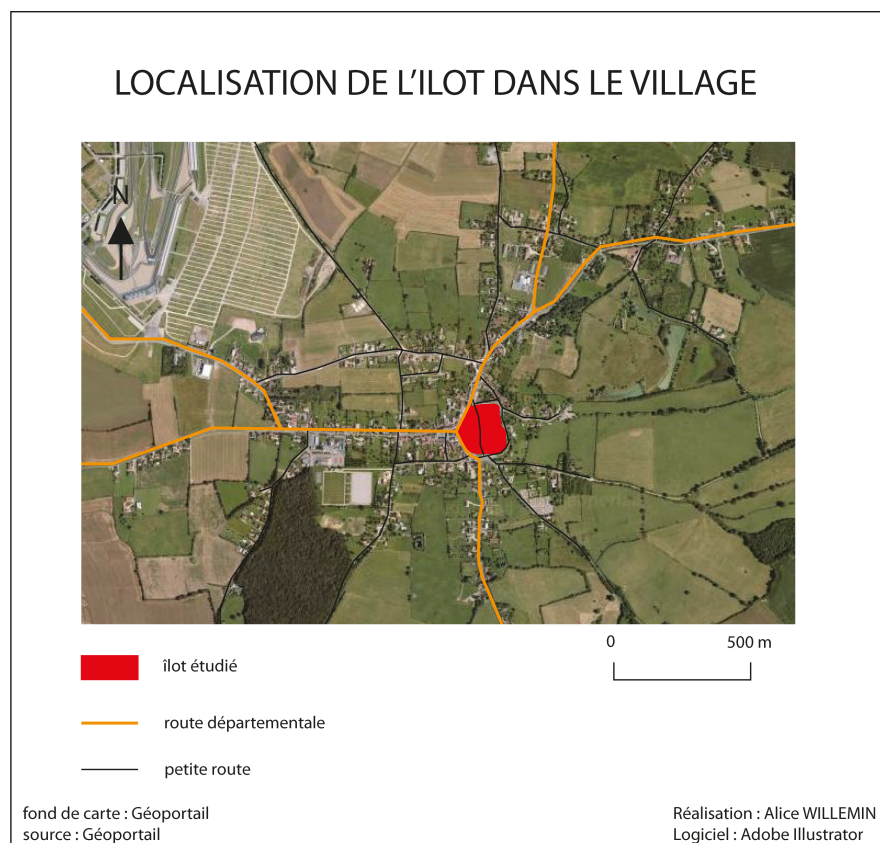 LOCALISATION DE L'ILOT DANS LE VILLAGE
N
0 500 m
îlot étudié
route départementale
petite route
fond de carte : Géoportail
source : Géoportail
Réalisation : Alice WILLEMIN
Logiciel : Adobe Illustrator